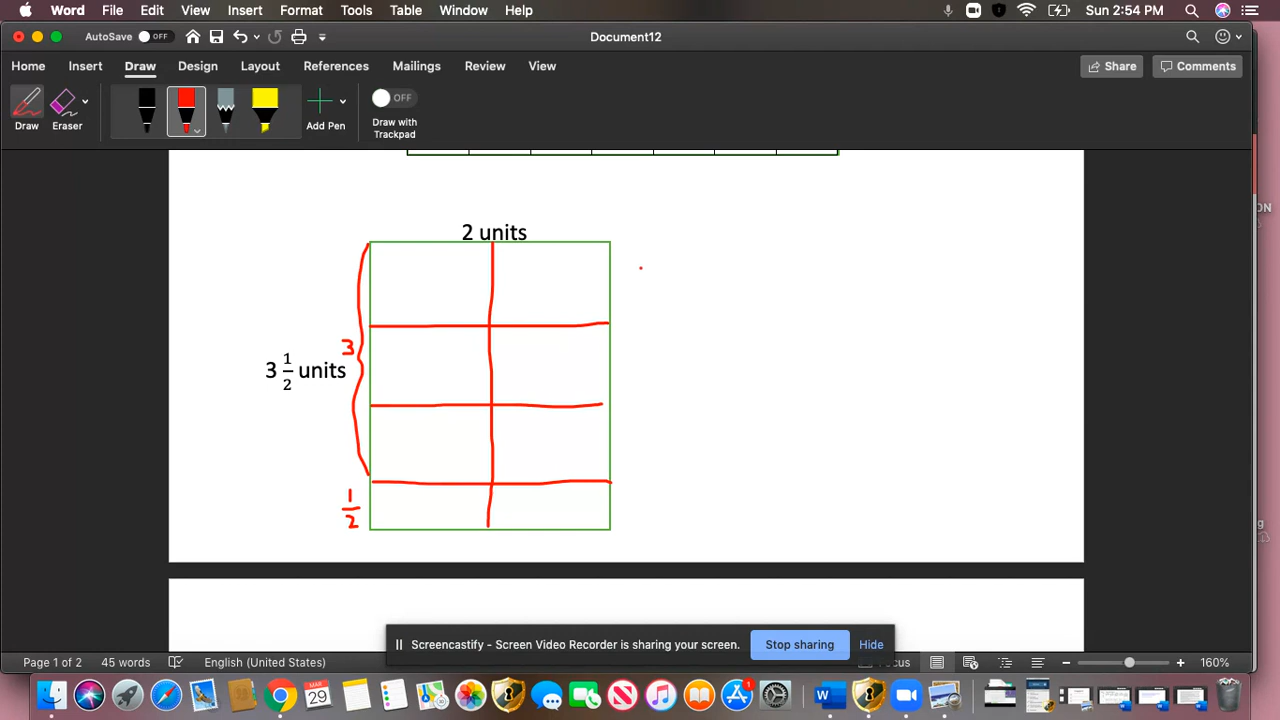 Word File Edit View Insert Format Tools Table Window Help Sun 2:54 PM
AutoSave OFF Document12
Home Insert Draw Design Layout References Mailings Review View Share Comments
Draw Eraser Add Pen OFF Draw with Trackpad
2 units
3
3 1/2 units
1/2
ON
Screencastify - Screen Video Recorder is sharing your screen. Stop sharing Hide
Page 1 of 2 45 words English (United States) Focus 160%
MAR 29 1